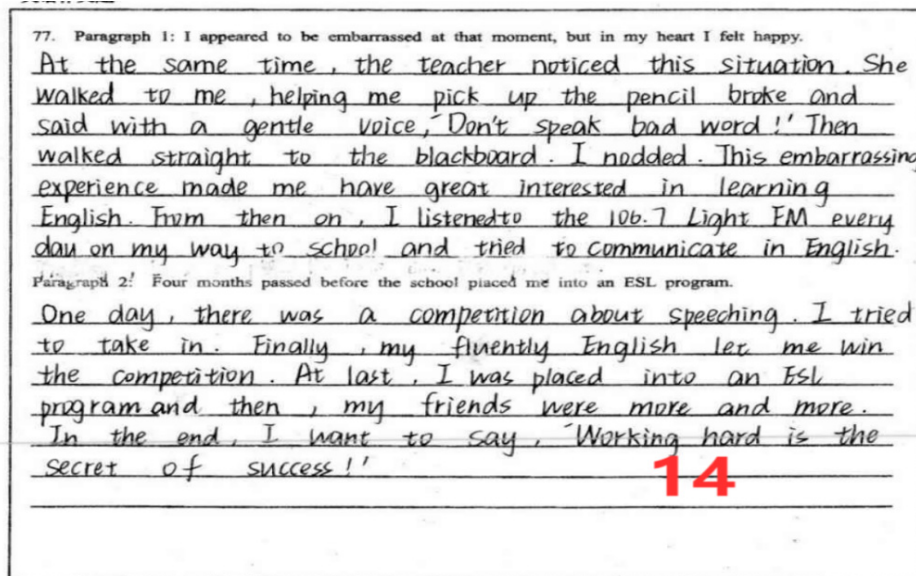 77. Paragraph 1: I appeared to be embarrassed at that moment, but in my heart I felt happy.
At the same time, the teacher noticed this situation. She
walked to me, helping me pick up the pencil broke and
said with a gentle voice, "Don't speak bad word!" Then
walked straight to the blackboard. I nodded. This embarrassing
experience made me have great interested in learning
English. From then on, I listened to the 106.7 Light FM every
day on my way to school and tried to communicate in English.
Paragraph 2: Four months passed before the school placed me into an ESL program.
One day, there was a competition about speeching. I tried
to take in. Finally, my fluently English let me win
the competition. At last, I was placed into an ESL
program and then, my friends were more and more.
In the end, I want to say, "Working hard is the
secret of success!"
14